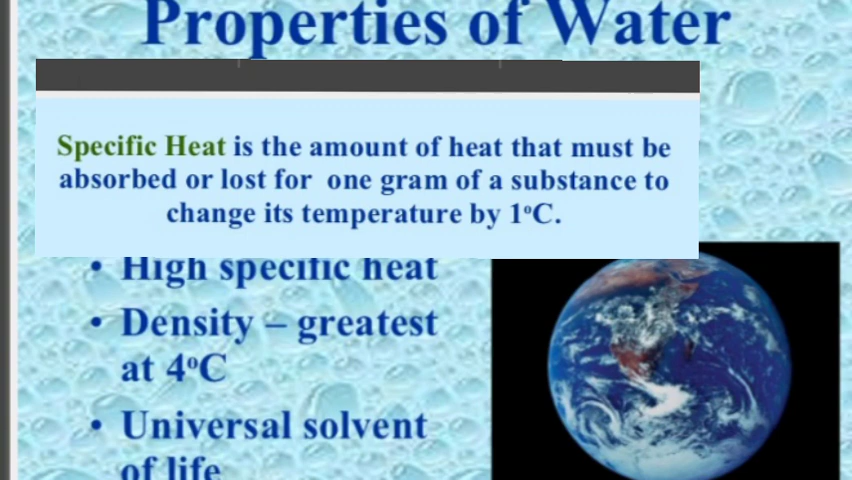 Properties of Water
Specific Heat is the amount of heat that must be
absorbed or lost for one gram of a substance to
change its temperature by 1°C.
• High specific heat
• Density – greatest
at 4°C
• Universal solvent
of life